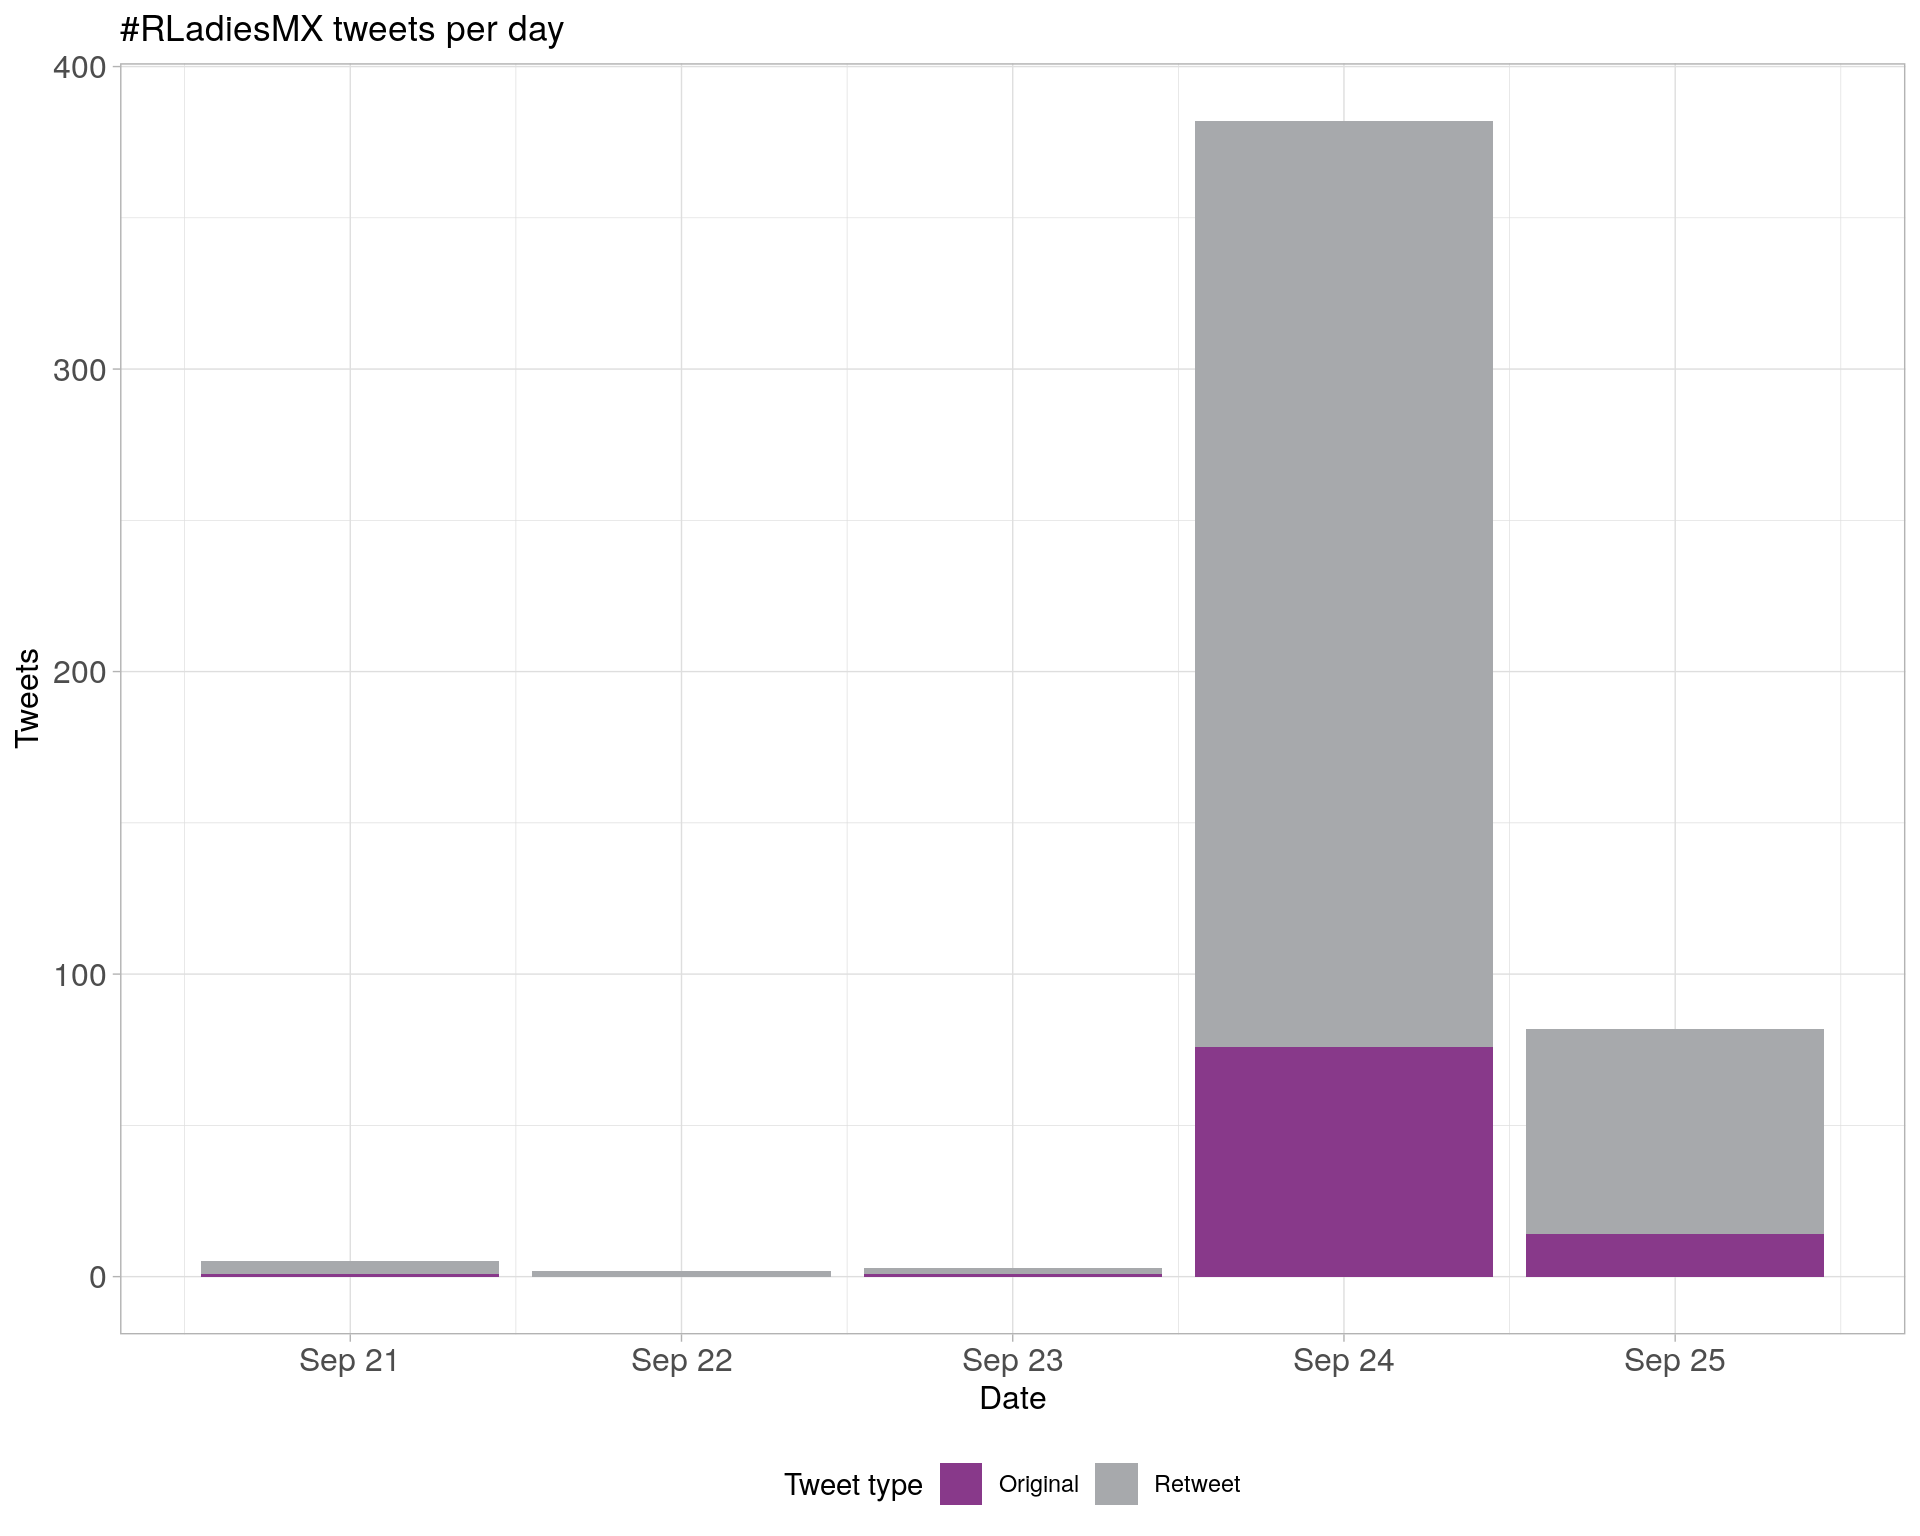 #RLadiesMX tweets per day
400
300
200
100
0
Tweets
Sep 21 Sep 22 Sep 23 Sep 24 Sep 25
Date
Tweet type Original Retweet